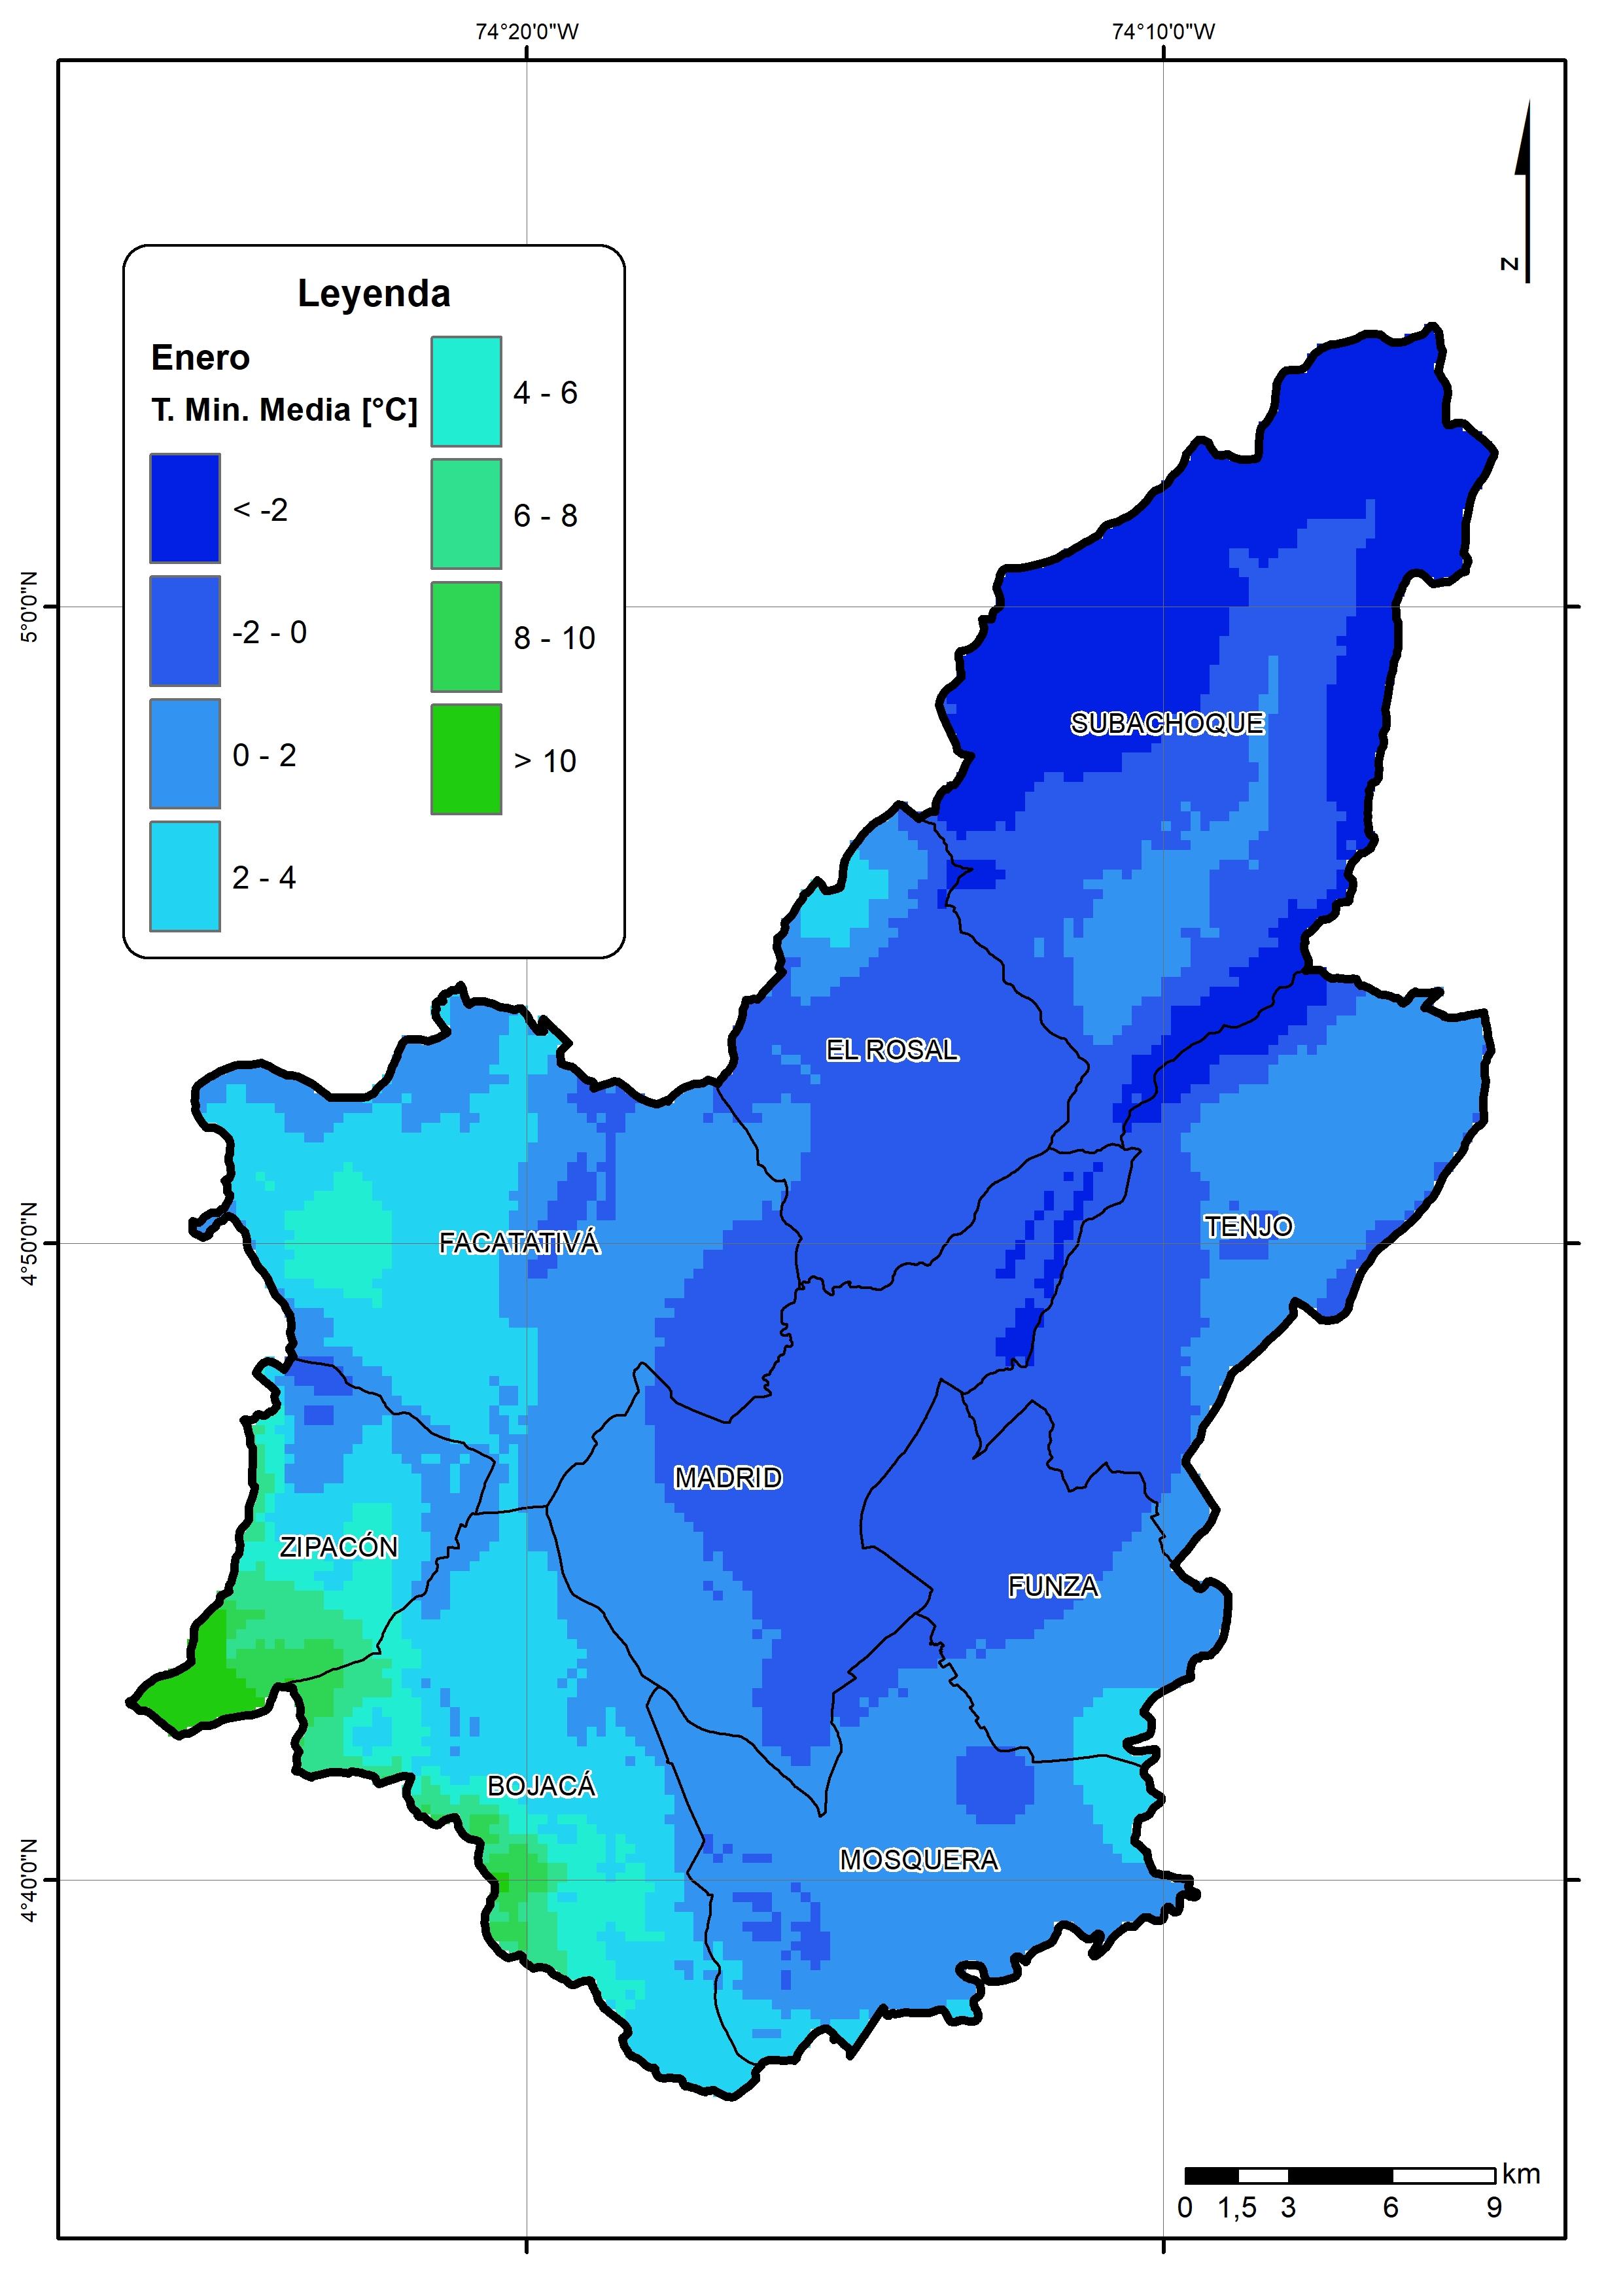 74°20'0"W
74°10'0"W
Leyenda
Enero
T. Min. Media [°C]
< -2
-2 - 0
0 - 2
2 - 4
4 - 6
6 - 8
8 - 10
> 10
N
5°0'0"N
4°50'0"N
4°40'0"N
SUBACHOQUE
EL ROSAL
FACATATIVÁ
TENJO
MADRID
ZIPACÓN
FUNZA
BOJACÁ
MOSQUERA
km
0 1,5 3 6 9